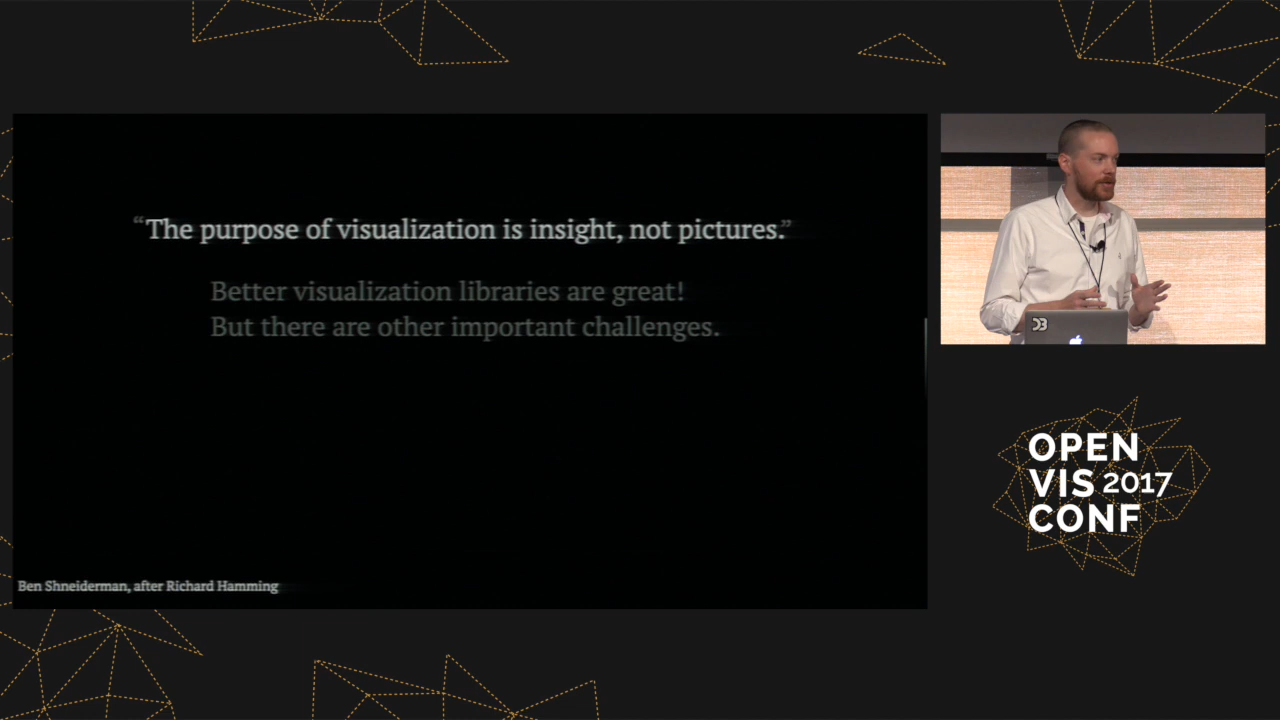 “The purpose of visualization is insight, not pictures.”
Better visualization libraries are great!
But there are other important challenges.
Ben Shneiderman, after Richard Hamming
D3
OPEN
VIS 2017
CONF